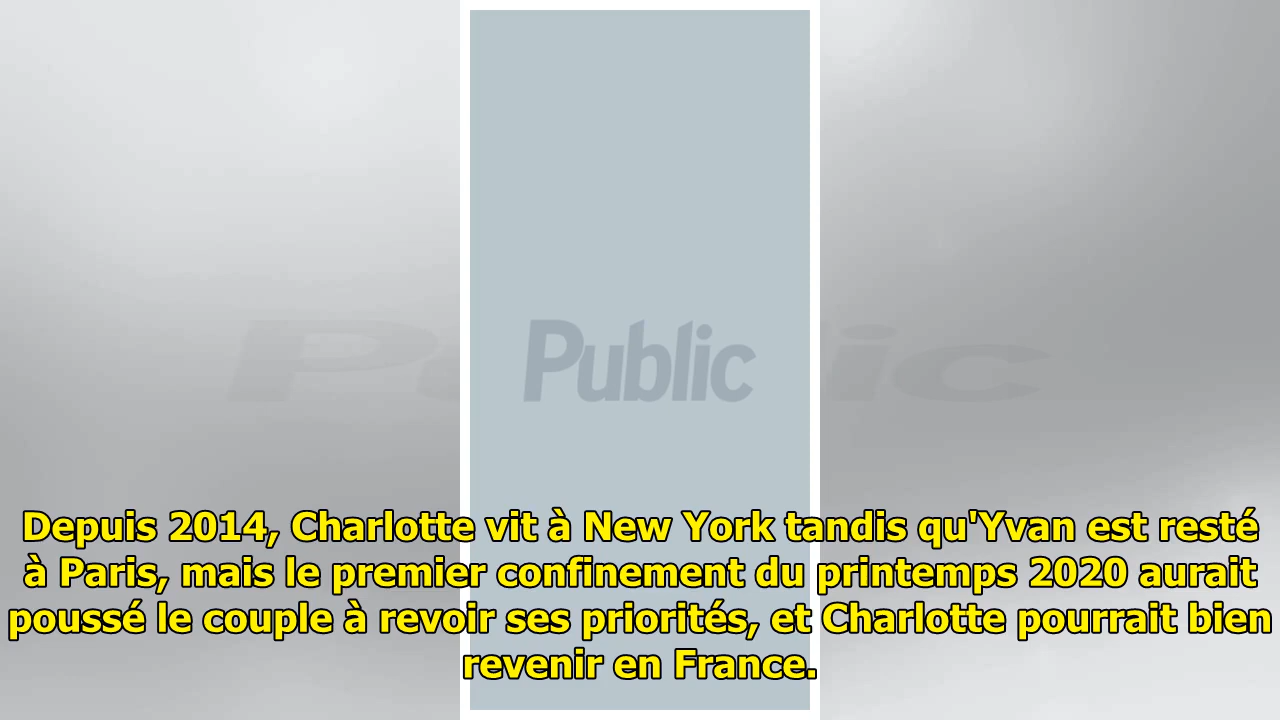 Public
Depuis 2014, Charlotte vit à New York tandis qu'Yvan est resté
à Paris, mais le premier confinement du printemps 2020 aurait
poussé le couple à revoir ses priorités, et Charlotte pourrait bien
revenir en France.